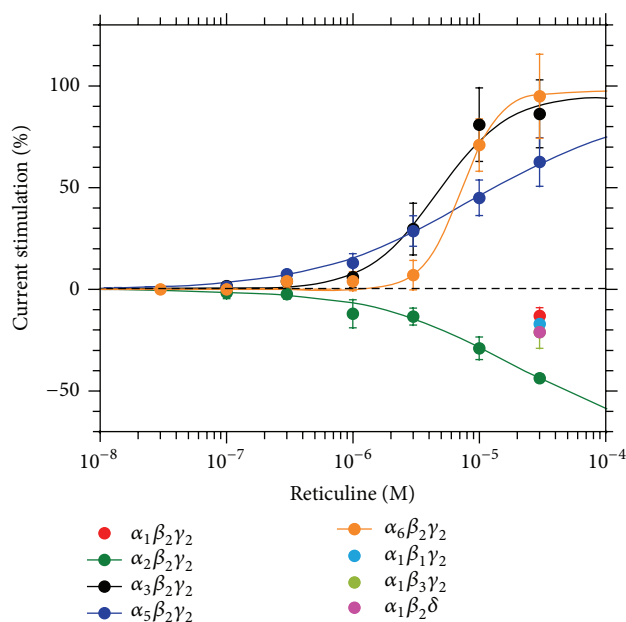 Current stimulation (%)
100
50
0
−50
10⁻⁸ 10⁻⁷ 10⁻⁶ 10⁻⁵ 10⁻⁴
Reticuline (M)
α₁β₂γ₂
α₂β₂γ₂
α₃β₂γ₂
α₅β₂γ₂
α₆β₂γ₂
α₁β₁γ₂
α₁β₃γ₂
α₁β₂δ